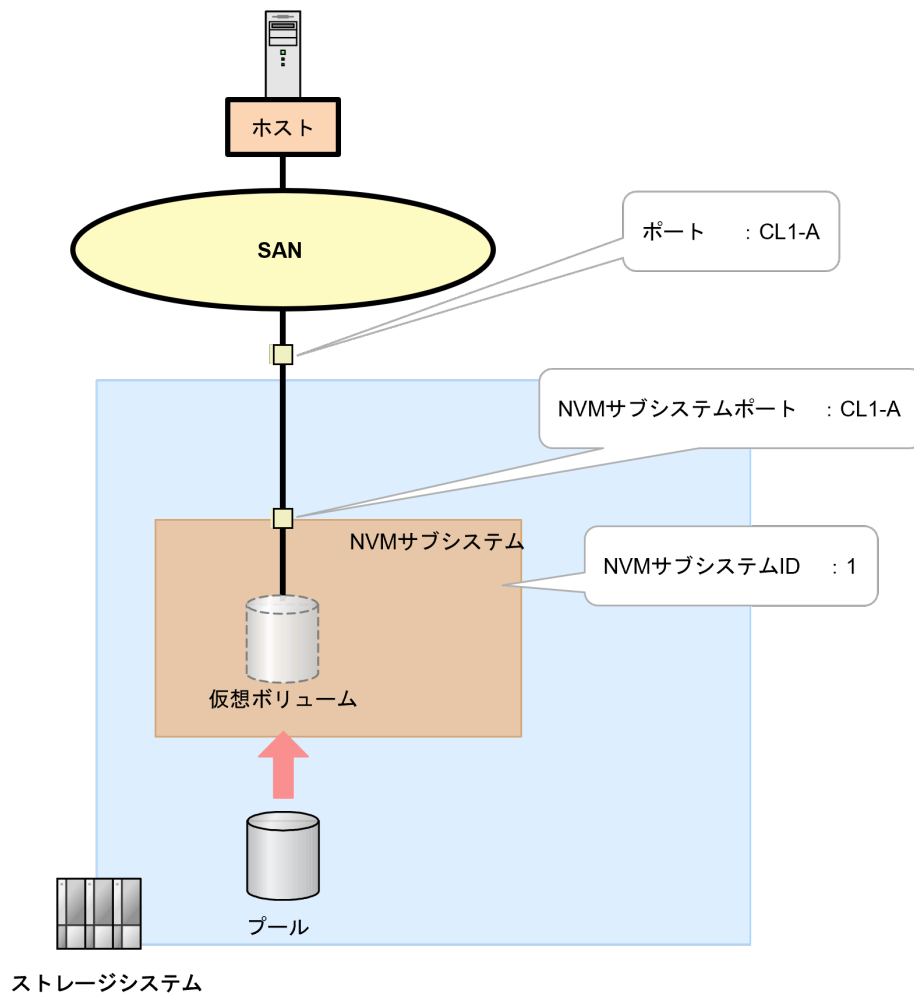 ホスト
SAN
ポート : CL1-A
NVMサブシステムポート : CL1-A
NVMサブシステム
NVMサブシステムID : 1
仮想ボリューム
プール
ストレージシステム